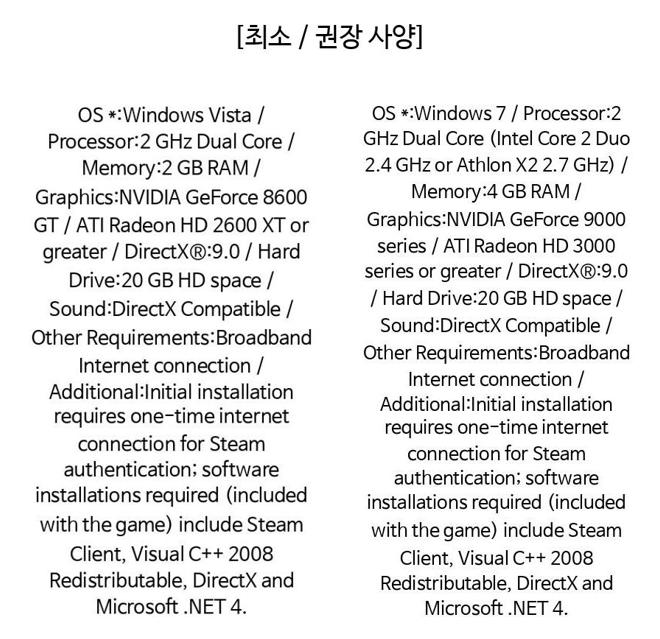 [최소 / 권장 사양]
OS *:Windows Vista /
Processor:2 GHz Dual Core /
Memory:2 GB RAM /
Graphics:NVIDIA GeForce 8600
GT / ATI Radeon HD 2600 XT or
greater / DirectX®:9.0 / Hard
Drive:20 GB HD space /
Sound:DirectX Compatible /
Other Requirements:Broadband
Internet connection /
Additional:Initial installation
requires one-time internet
connection for Steam
authentication; software
installations required (included
with the game) include Steam
Client, Visual C++ 2008
Redistributable, DirectX and
Microsoft .NET 4.
OS *:Windows 7 / Processor:2
GHz Dual Core (Intel Core 2 Duo
2.4 GHz or Athlon X2 2.7 GHz) /
Memory:4 GB RAM /
Graphics:NVIDIA GeForce 9000
series / ATI Radeon HD 3000
series or greater / DirectX®:9.0
/ Hard Drive:20 GB HD space /
Sound:DirectX Compatible /
Other Requirements:Broadband
Internet connection /
Additional:Initial installation
requires one-time internet
connection for Steam
authentication; software
installations required (included
with the game) include Steam
Client, Visual C++ 2008
Redistributable, DirectX and
Microsoft .NET 4.